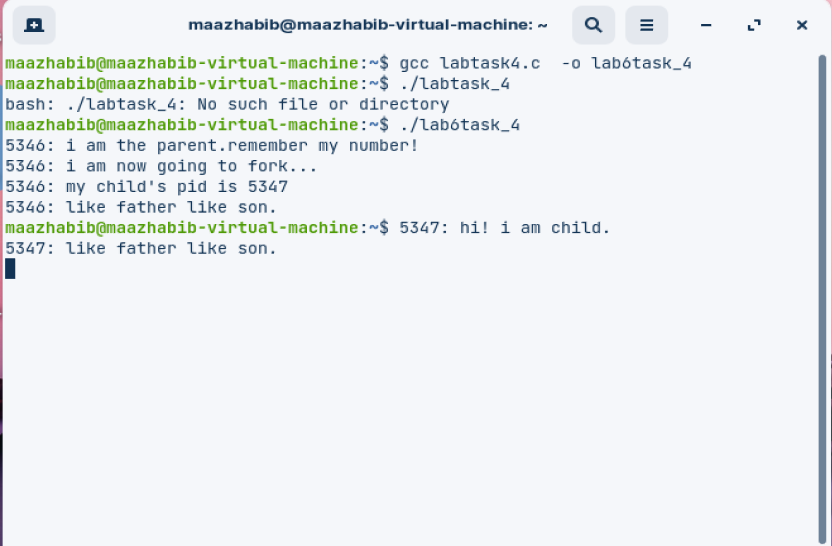 maazhabib@maazhabib-virtual-machine: ~
maazhabib@maazhabib-virtual-machine:~$ gcc labtask4.c  -o lab6task_4
maazhabib@maazhabib-virtual-machine:~$ ./labtask_4
bash: ./labtask_4: No such file or directory
maazhabib@maazhabib-virtual-machine:~$ ./lab6task_4
5346: i am the parent.remember my number!
5346: i am now going to fork...
5346: my child's pid is 5347
5346: like father like son.
maazhabib@maazhabib-virtual-machine:~$ 5347: hi! i am child.
5347: like father like son.